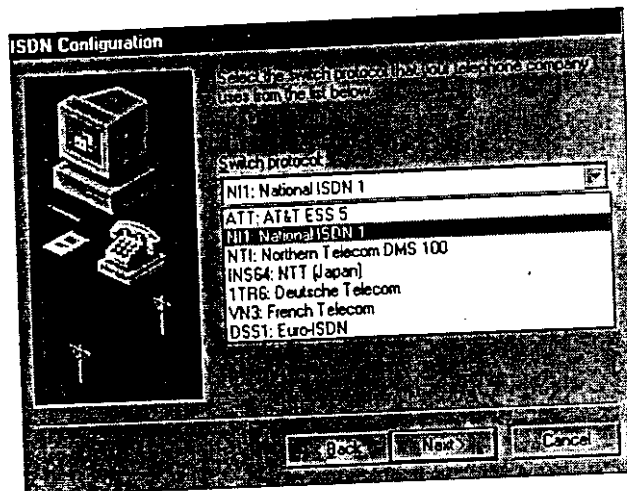 ISDN Configuration
Select the switch protocol that your telephone company
uses from the list below.
Switch protocol:
NI1: National ISDN 1
ATT: AT&T ESS 5
NI1: National ISDN 1
NTI: Northern Telecom DMS 100
INS64: NTT (Japan)
1TR6: Deutsche Telecom
VN3: French Telecom
DSS1: Euro-ISDN
< Back
Next >
Cancel